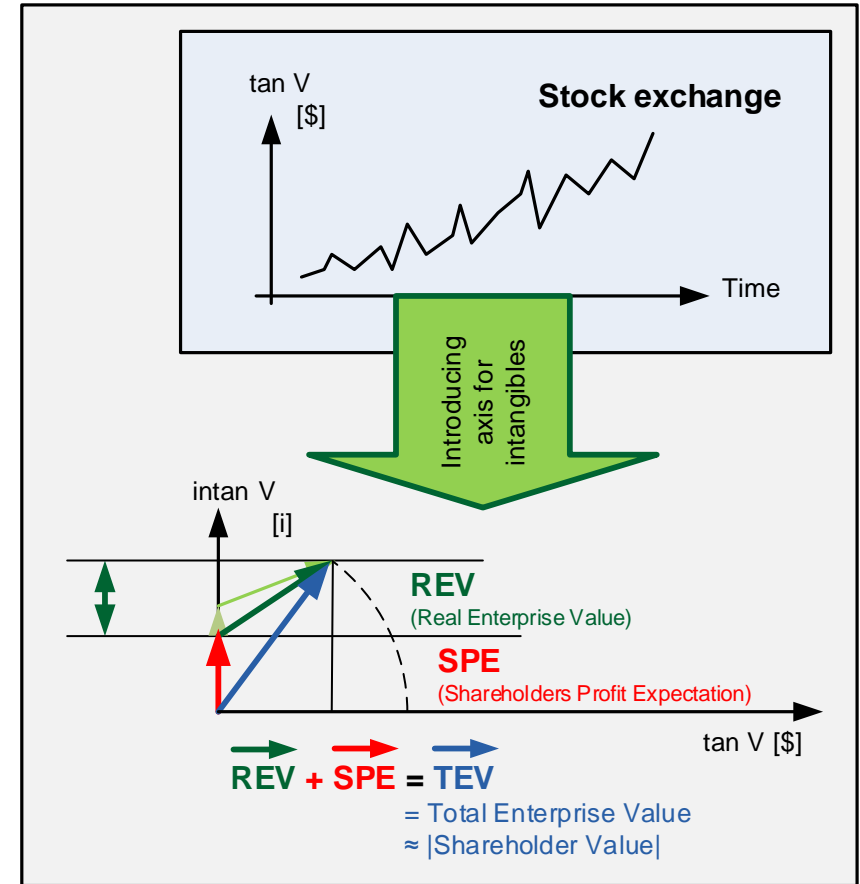 tan V
[$]
Stock exchange
Time
Introducing
axis for
intangibles
intan V
[i]
REV
(Real Enterprise Value)
SPE
(Shareholders Profit Expectation)
tan V [$]
REV + SPE = TEV
= Total Enterprise Value
≈ |Shareholder Value|